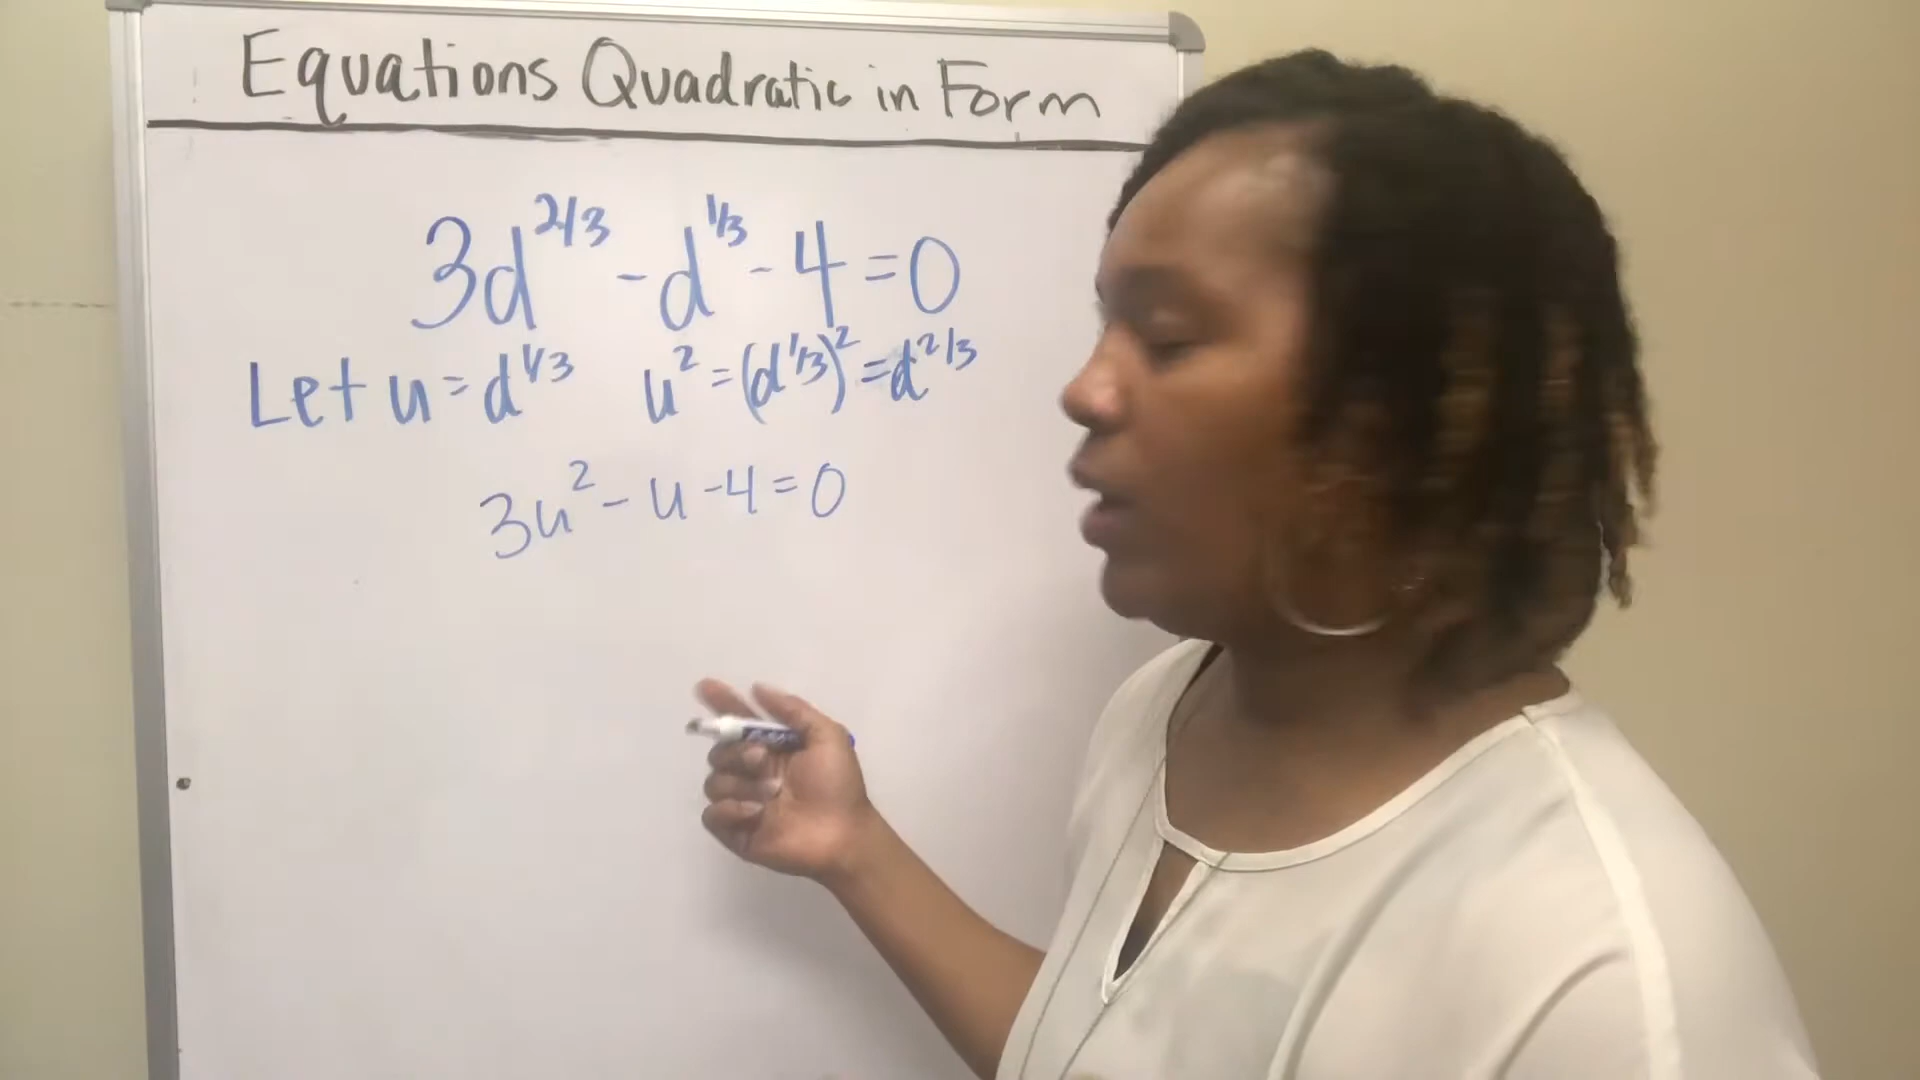 Equations Quadratic in Form
3d^2/3 - d^1/3 - 4 = 0
Let u = d^1/3 u^2 = (d^1/3)^2 = d^2/3
3u^2 - u - 4 = 0